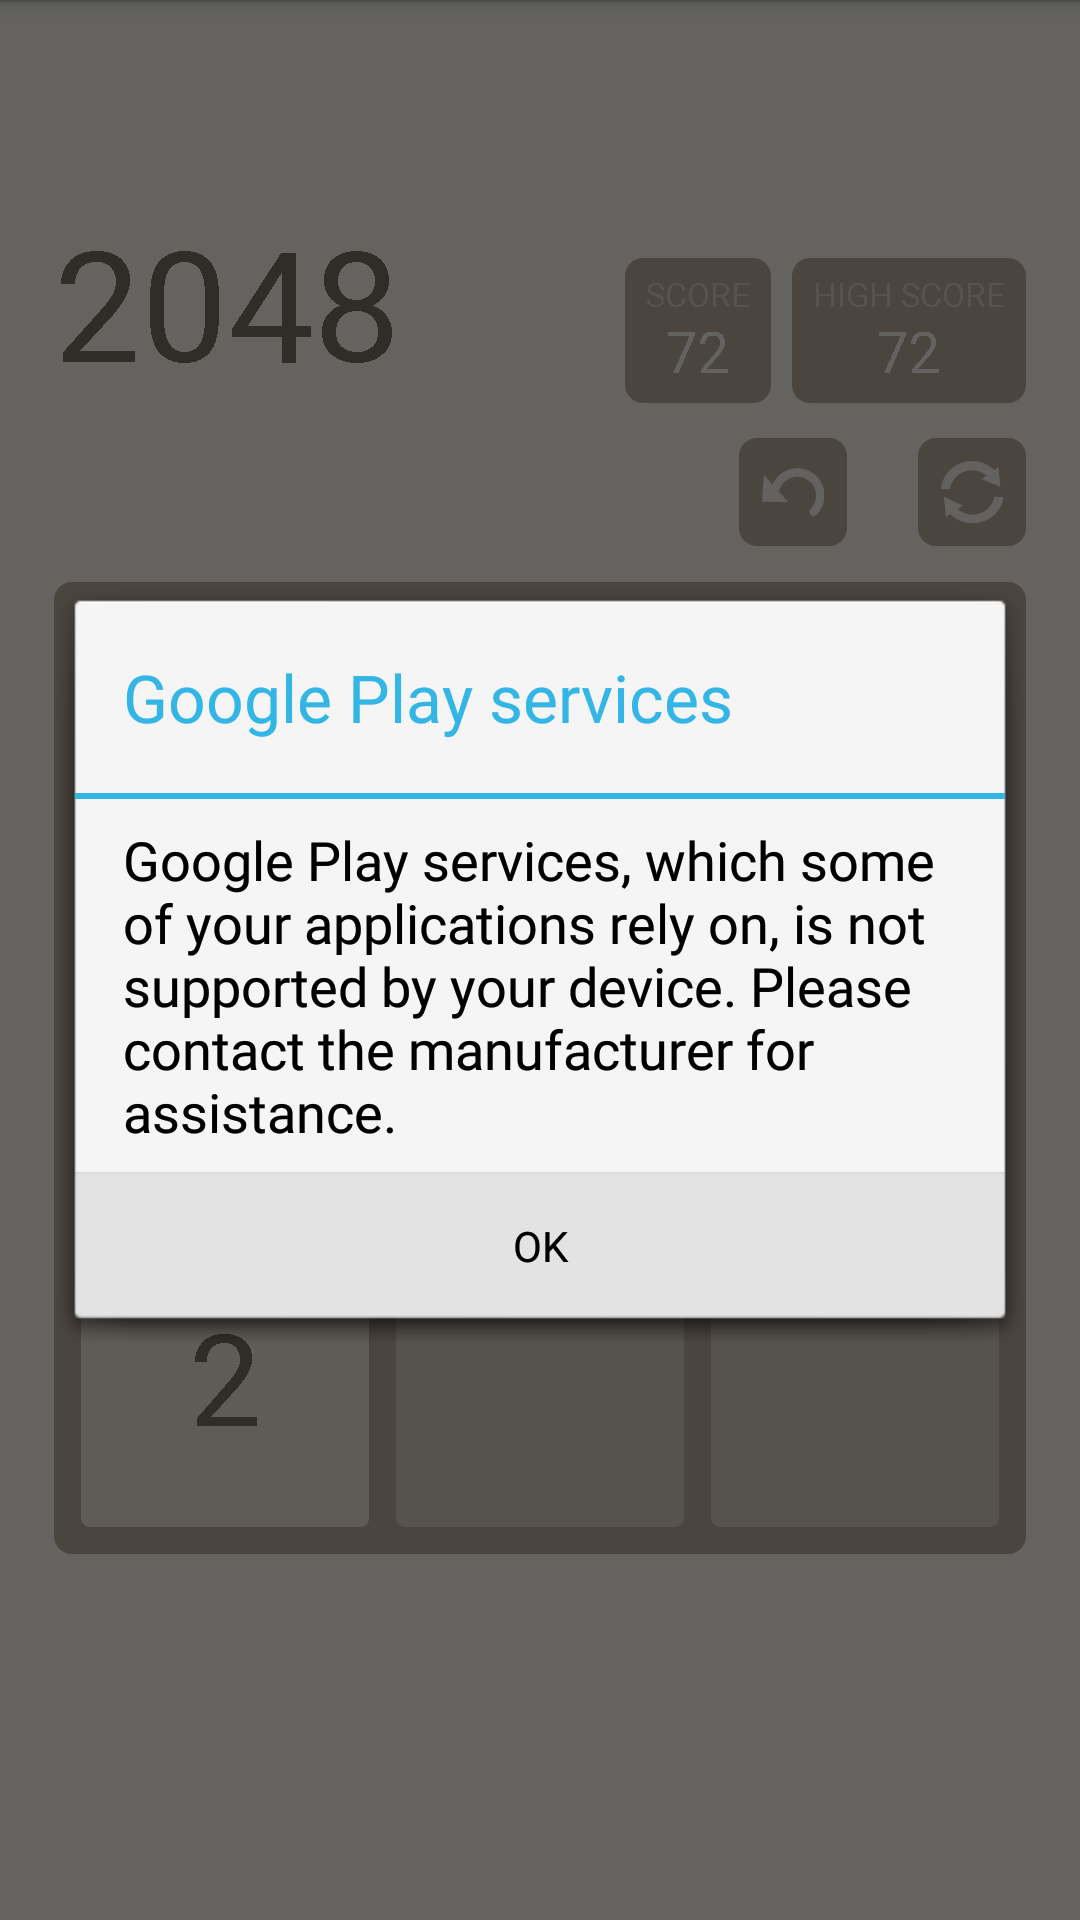 2048
SCORE
72
HIGH SCORE
72
Google Play services
Google Play services, which some
of your applications rely on, is not
supported by your device. Please
contact the manufacturer for
assistance.
OK
2